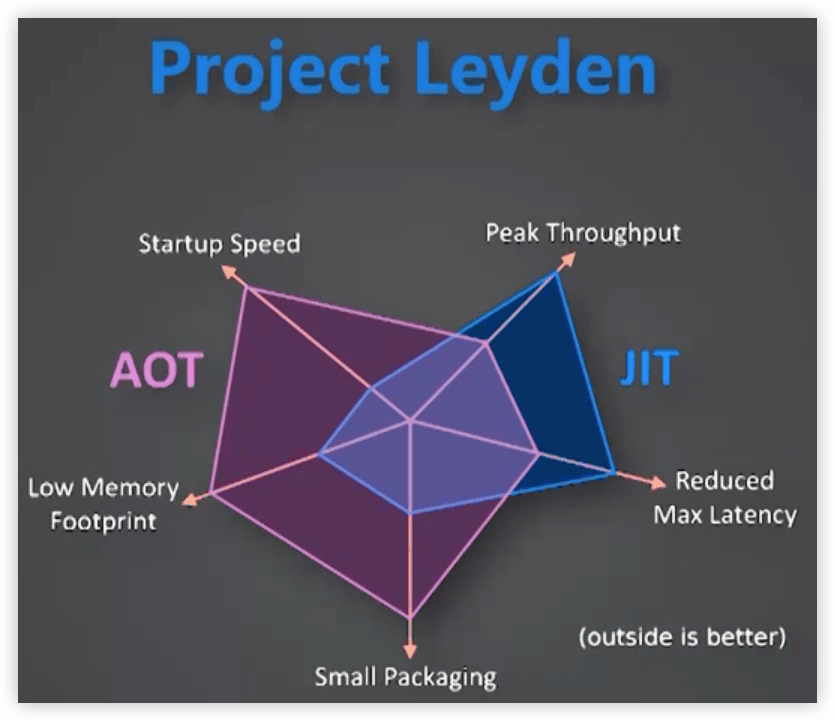 Project Leyden
Startup Speed
Peak Throughput
AOT
JIT
Low Memory
Footprint
Reduced
Max Latency
(outside is better)
Small Packaging